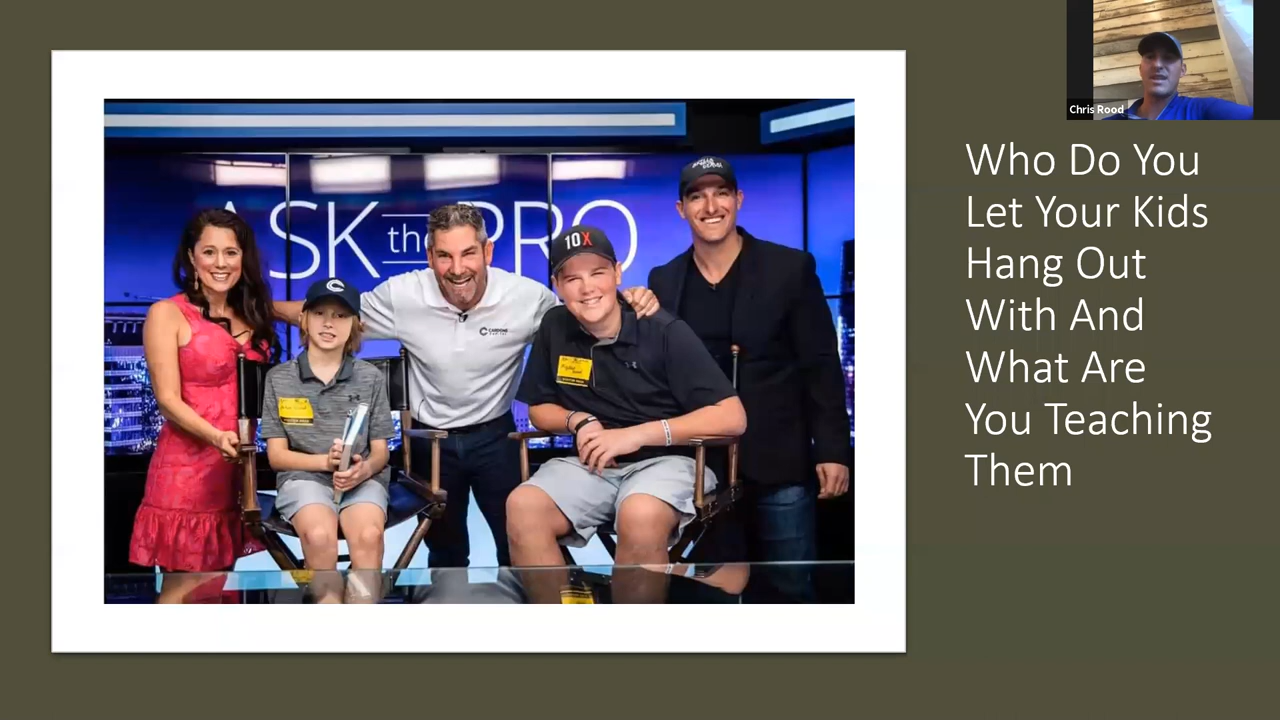 Chris Rood
Who Do You
Let Your Kids
Hang Out
With And
What Are
You Teaching
Them
ASK the PRO
10X
C CARDONE
CAPITAL